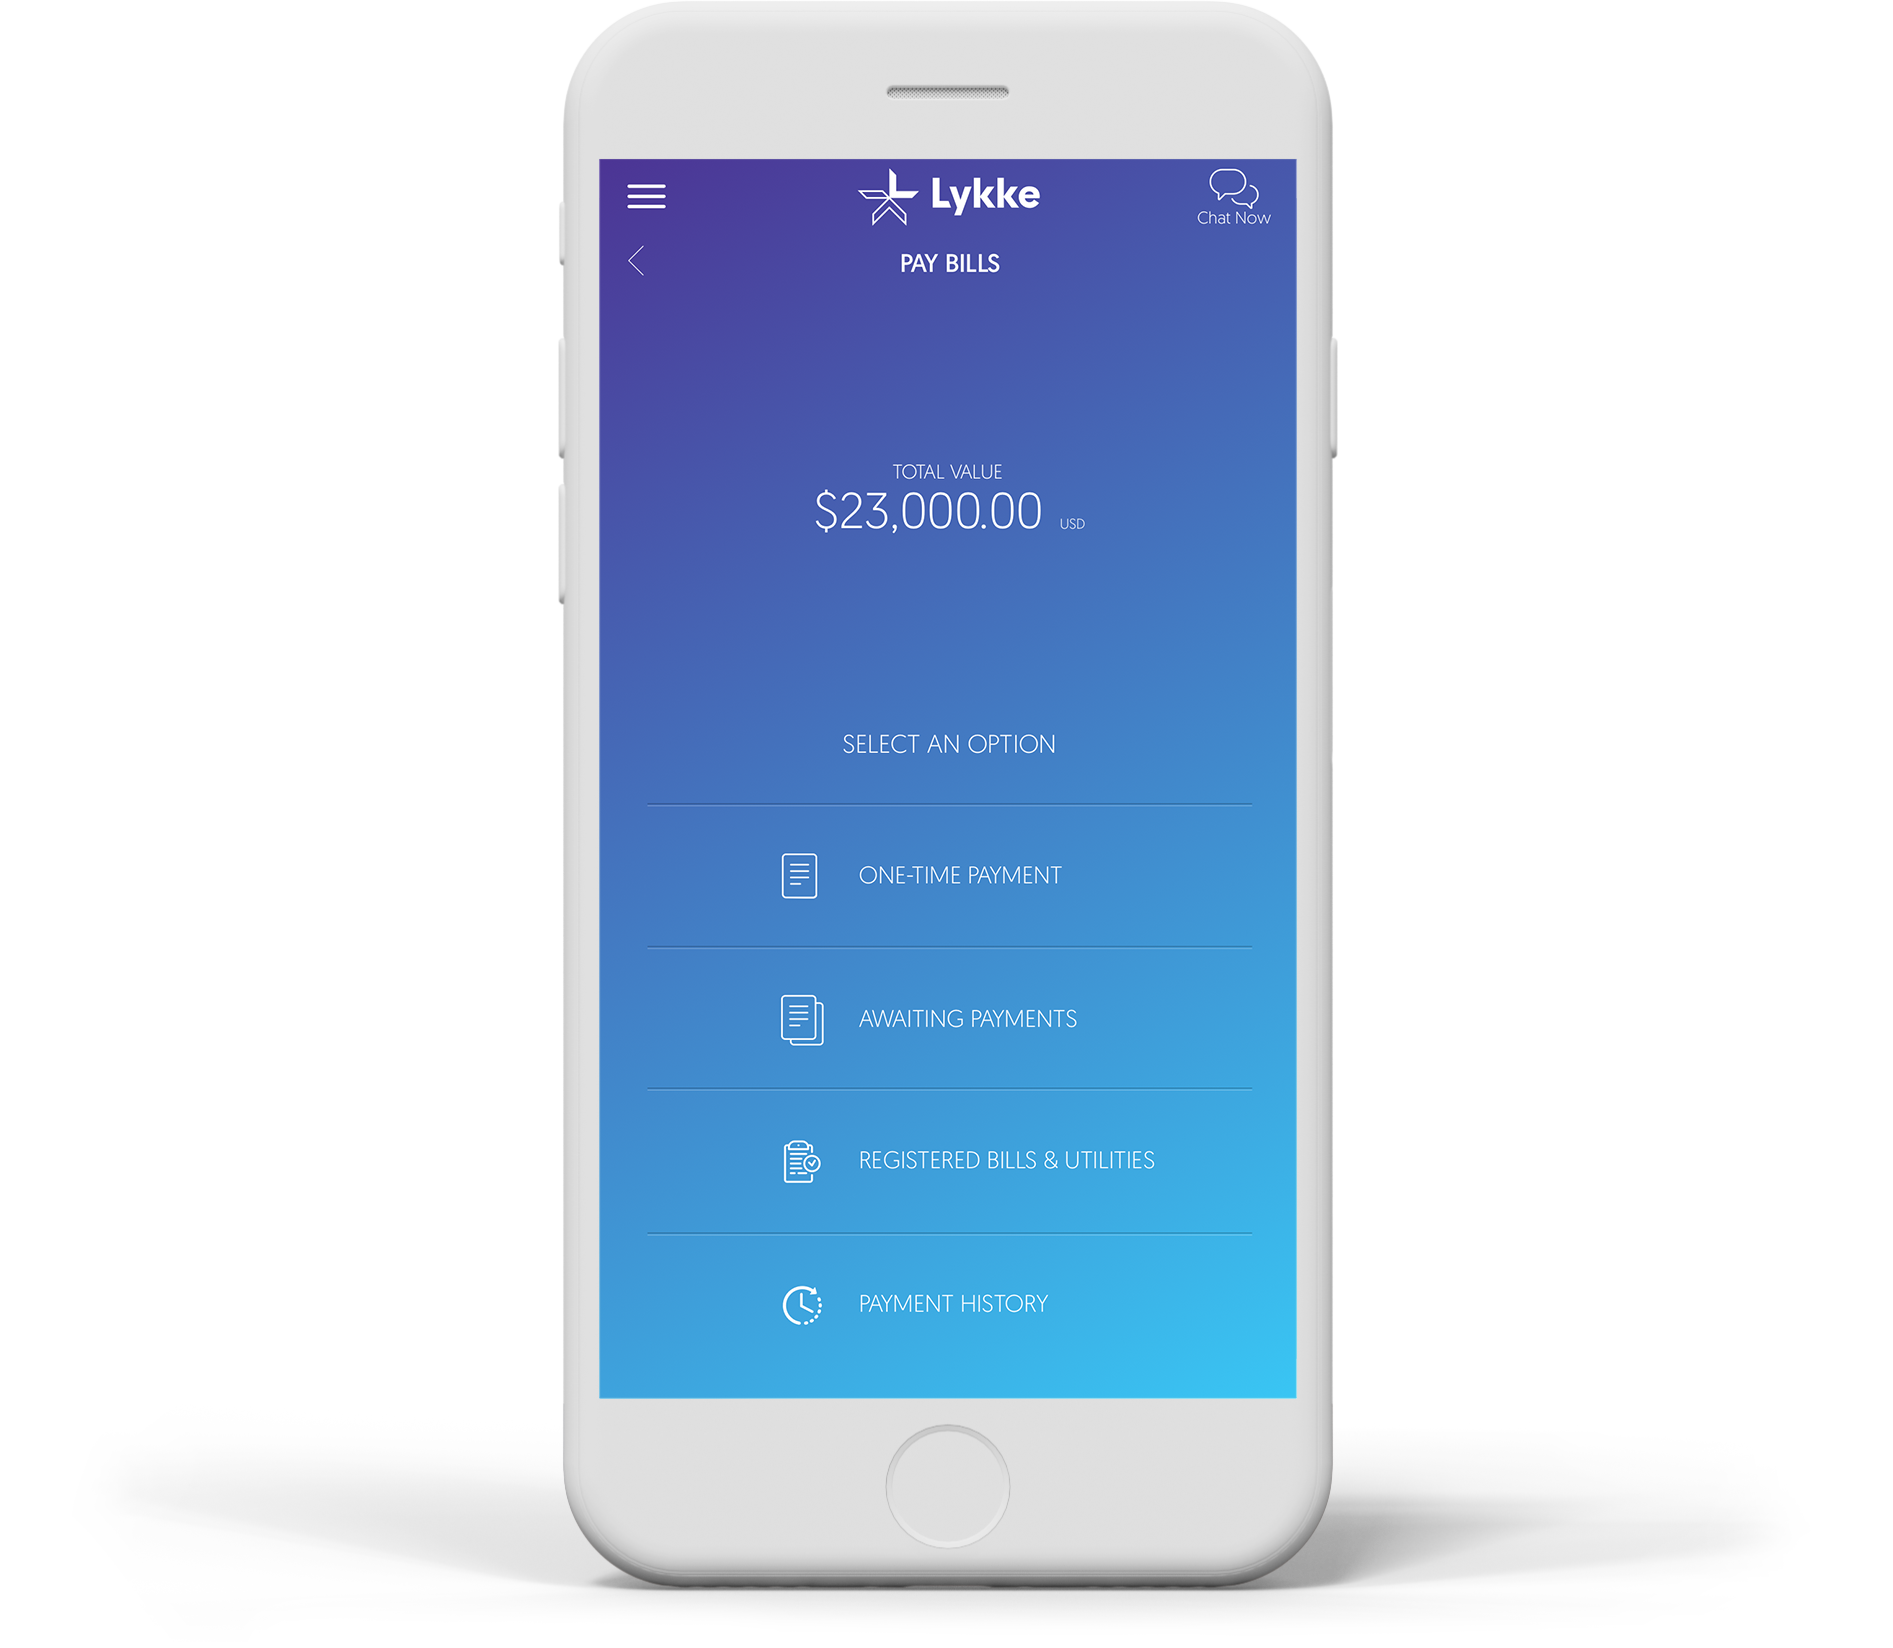 Lykke
Chat Now
PAY BILLS
TOTAL VALUE
$23,000.00 USD
SELECT AN OPTION
ONE-TIME PAYMENT
AWAITING PAYMENTS
REGISTERED BILLS & UTILITIES
PAYMENT HISTORY